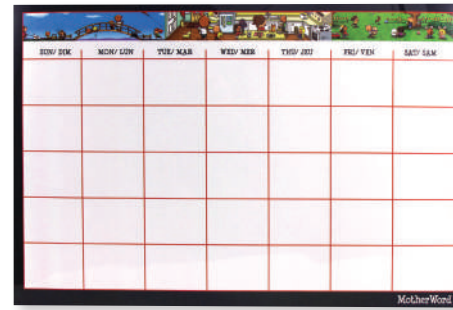 SUN/ DIM MON/ LUN TUE/ MAR WED/ MER THU/ JEU FRI/ VEN SAT/ SAM
MotherWord